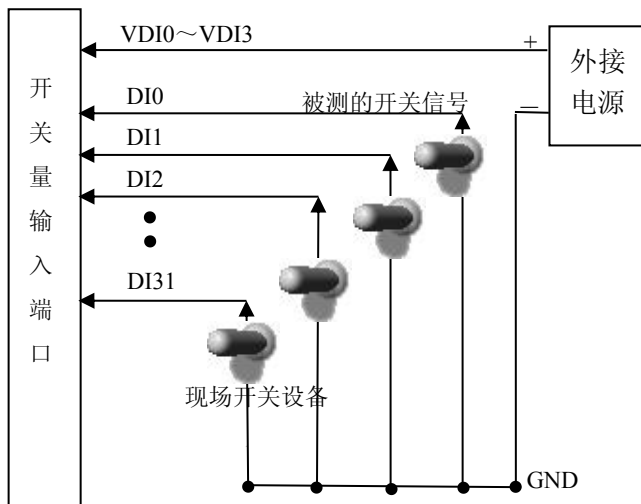 VDI0～VDI3
+
外接
电源
—
开关量输入端口
DI0
被测的开关信号
DI1
DI2
DI31
现场开关设备
GND